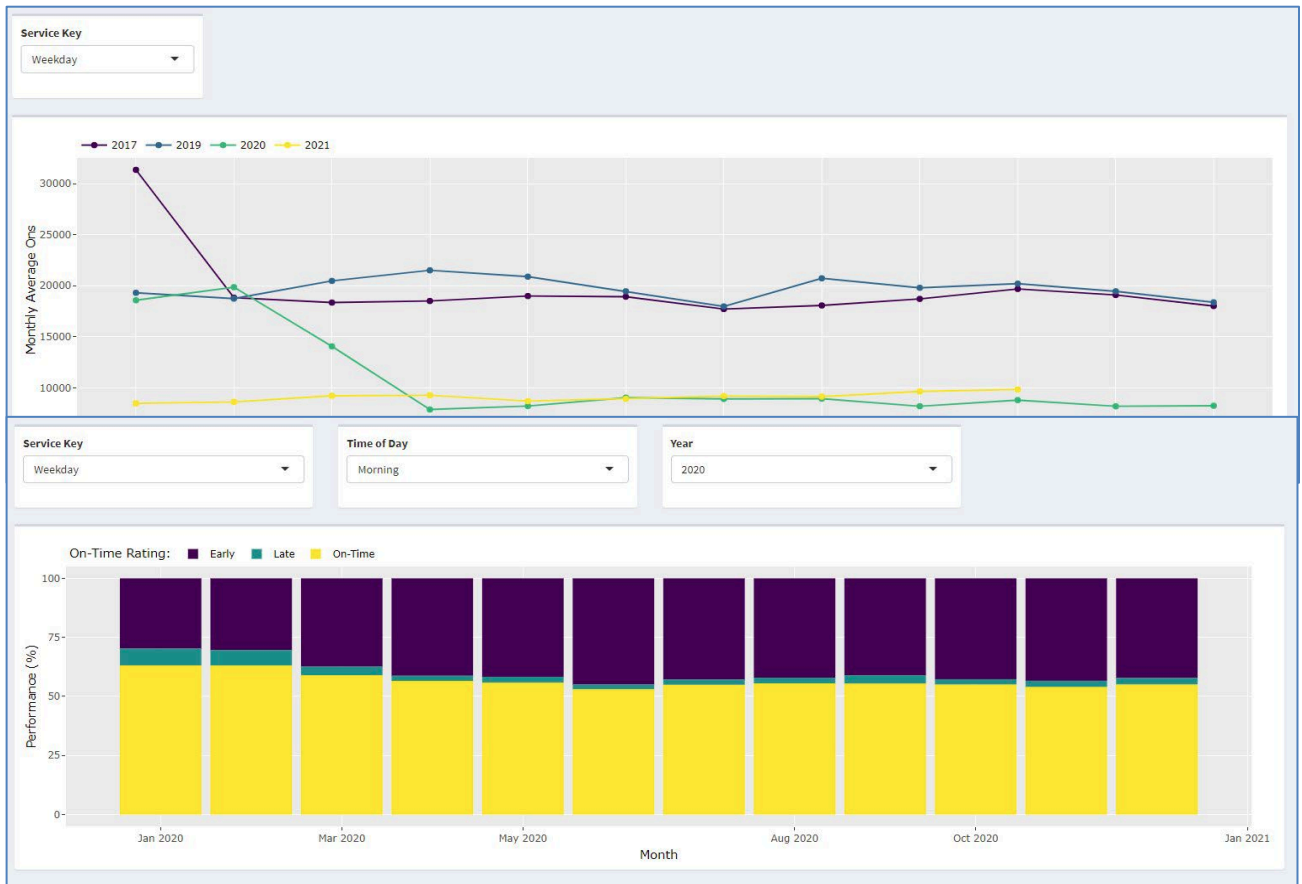 Service Key
Weekday
2017 2019 2020 2021
30000
25000
20000
15000
10000
Monthly Average Ons
Service Key Time of Day Year
Weekday Morning 2020
On-Time Rating: Early Late On-Time
100
75
50
25
0
Performance (%)
Jan 2020 Mar 2020 May 2020 Aug 2020 Oct 2020 Jan 2021
Month